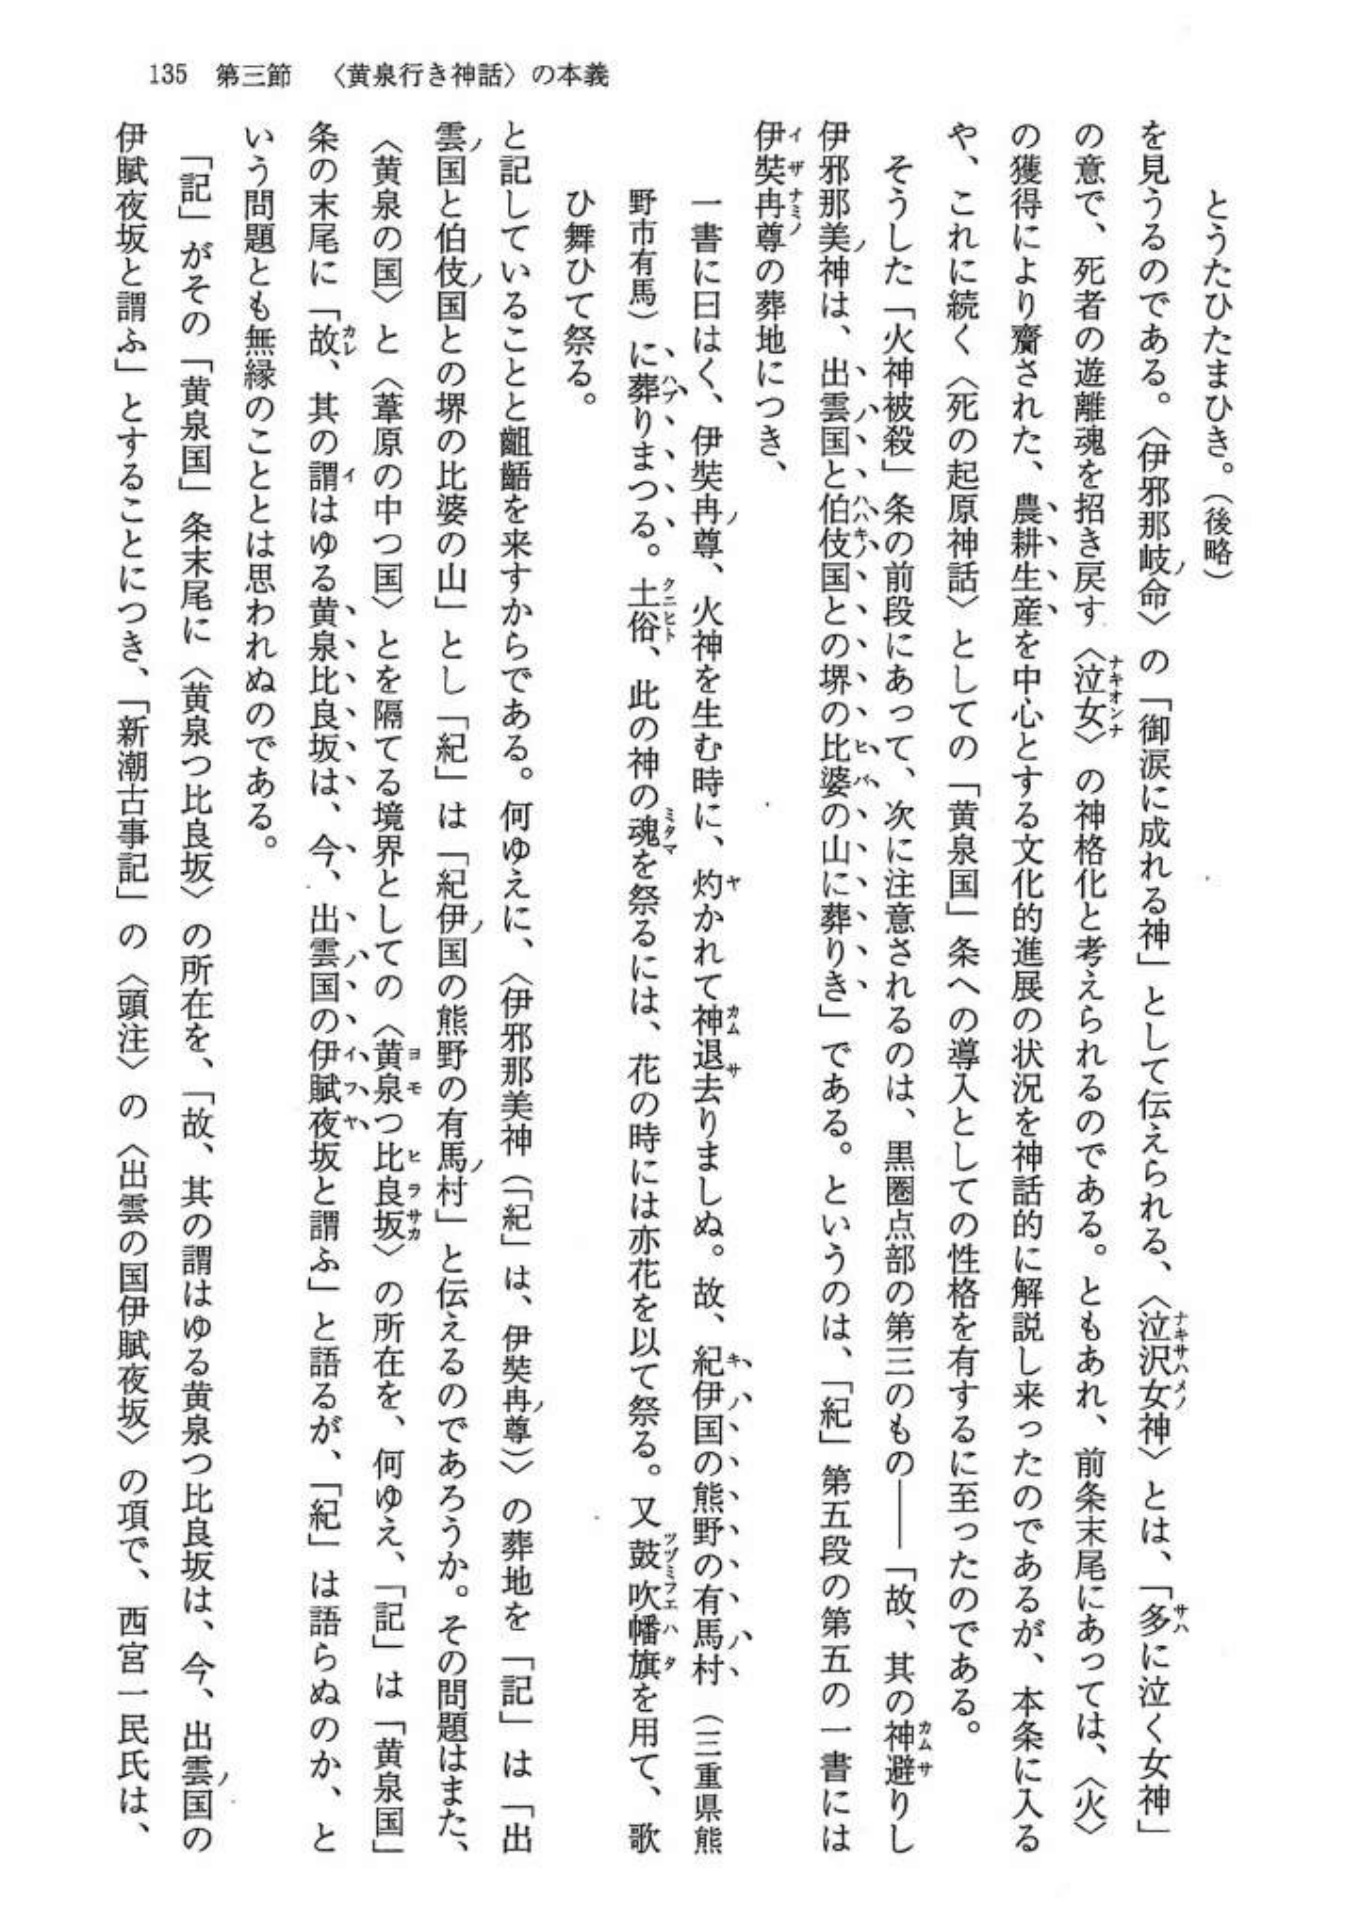 135　第三節　〈黄泉行き神話〉の本義
とうたひたまひき。（後略）
を見うるのである。〈伊邪那岐ノ命〉の「御涙に成れる神」として伝えられる、〈泣沢女神〉とは、「多に泣く女神」
の意で、死者の遊離魂を招き戻す〈泣女〉の神格化と考えられるのである。ともあれ、前条末尾にあっては、〈火〉
の獲得により齎された、農耕生産を中心とする文化的進展の状況を神話的に解説し来ったのであるが、本条に入る
や、これに続く〈死の起原神話〉としての「黄泉国」条への導入としての性格を有するに至ったのである。
そうした「火神被殺」条の前段にあって、次に注意されるのは、黒圏点部の第三のもの――「故、其の神避りし
伊邪那美ノ神は、出雲国と伯伎国との堺の比婆の山に葬りき」である。というのは、「紀」第五段の第五の一書には
伊奘冉尊の葬地につき、
一書に曰はく、伊奘冉ノ尊、火神を生む時に、灼かれて神退去りましぬ。故、紀伊国の熊野の有馬村（三重県熊
野市有馬）に葬りまつる。土俗、此の神の魂を祭るには、花の時には亦花を以て祭る。又鼓吹幡旗を用て、歌
ひ舞ひて祭る。
と記していることと齟齬を来すからである。何ゆえに、〈伊邪那美神（「紀」は、伊奘冉ノ尊）〉の葬地を「記」は「出
雲ノ国と伯伎ノ国との堺の比婆の山」とし「紀」は「紀伊ノ国の熊野の有馬ノ村」と伝えるのであろうか。その問題はまた、
〈黄泉の国〉と〈葦原の中つ国〉とを隔てる境界としての〈黄泉つ比良坂〉の所在を、何ゆえ、「記」は「黄泉国」
条の末尾に「故、其の謂はゆる黄泉比良坂は、今、出雲国の伊賦夜坂と謂ふ」と語るが、「紀」は語らぬのか、と
いう問題とも無縁のこととは思われぬのである。
「記」がその「黄泉国」条末尾に〈黄泉つ比良坂〉の所在を、「故、其の謂はゆる黄泉つ比良坂は、今、出雲ノ国の
伊賦夜坂と謂ふ」とすることにつき、「新潮古事記」の〈頭注〉の〈出雲の国伊賦夜坂〉の項で、西宮一民氏は、